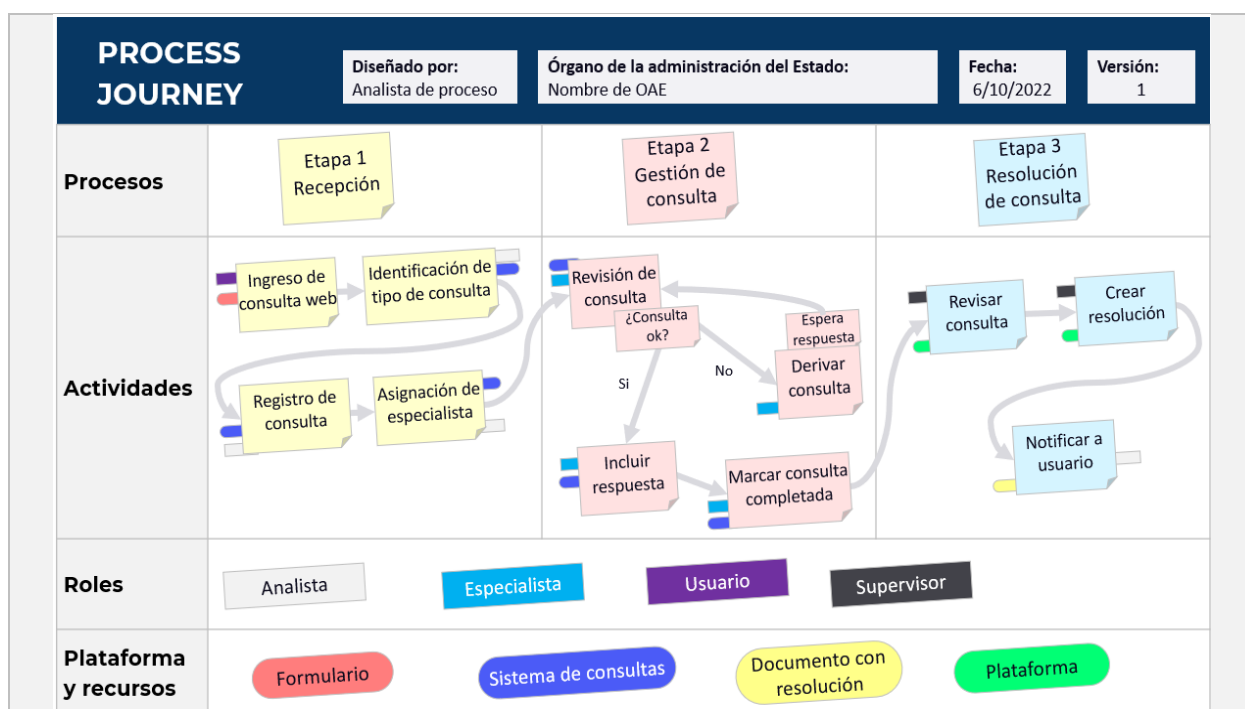 PROCESS
JOURNEY
Diseñado por:
Analista de proceso
Órgano de la administración del Estado:
Nombre de OAE
Fecha:
6/10/2022
Versión:
1
Procesos
Etapa 1
Recepción
Etapa 2
Gestión de
consulta
Etapa 3
Resolución
de consulta
Actividades
Ingreso de
consulta web
Identificación de
tipo de consulta
Registro de
consulta
Asignación de
especialista
Revisión de
consulta
¿Consulta
ok?
Si
No
Espera
respuesta
Derivar
consulta
Incluir
respuesta
Marcar consulta
completada
Revisar
consulta
Crear
resolución
Notificar a
usuario
Roles
Analista
Especialista
Usuario
Supervisor
Plataforma
y recursos
Formulario
Sistema de consultas
Documento con
resolución
Plataforma